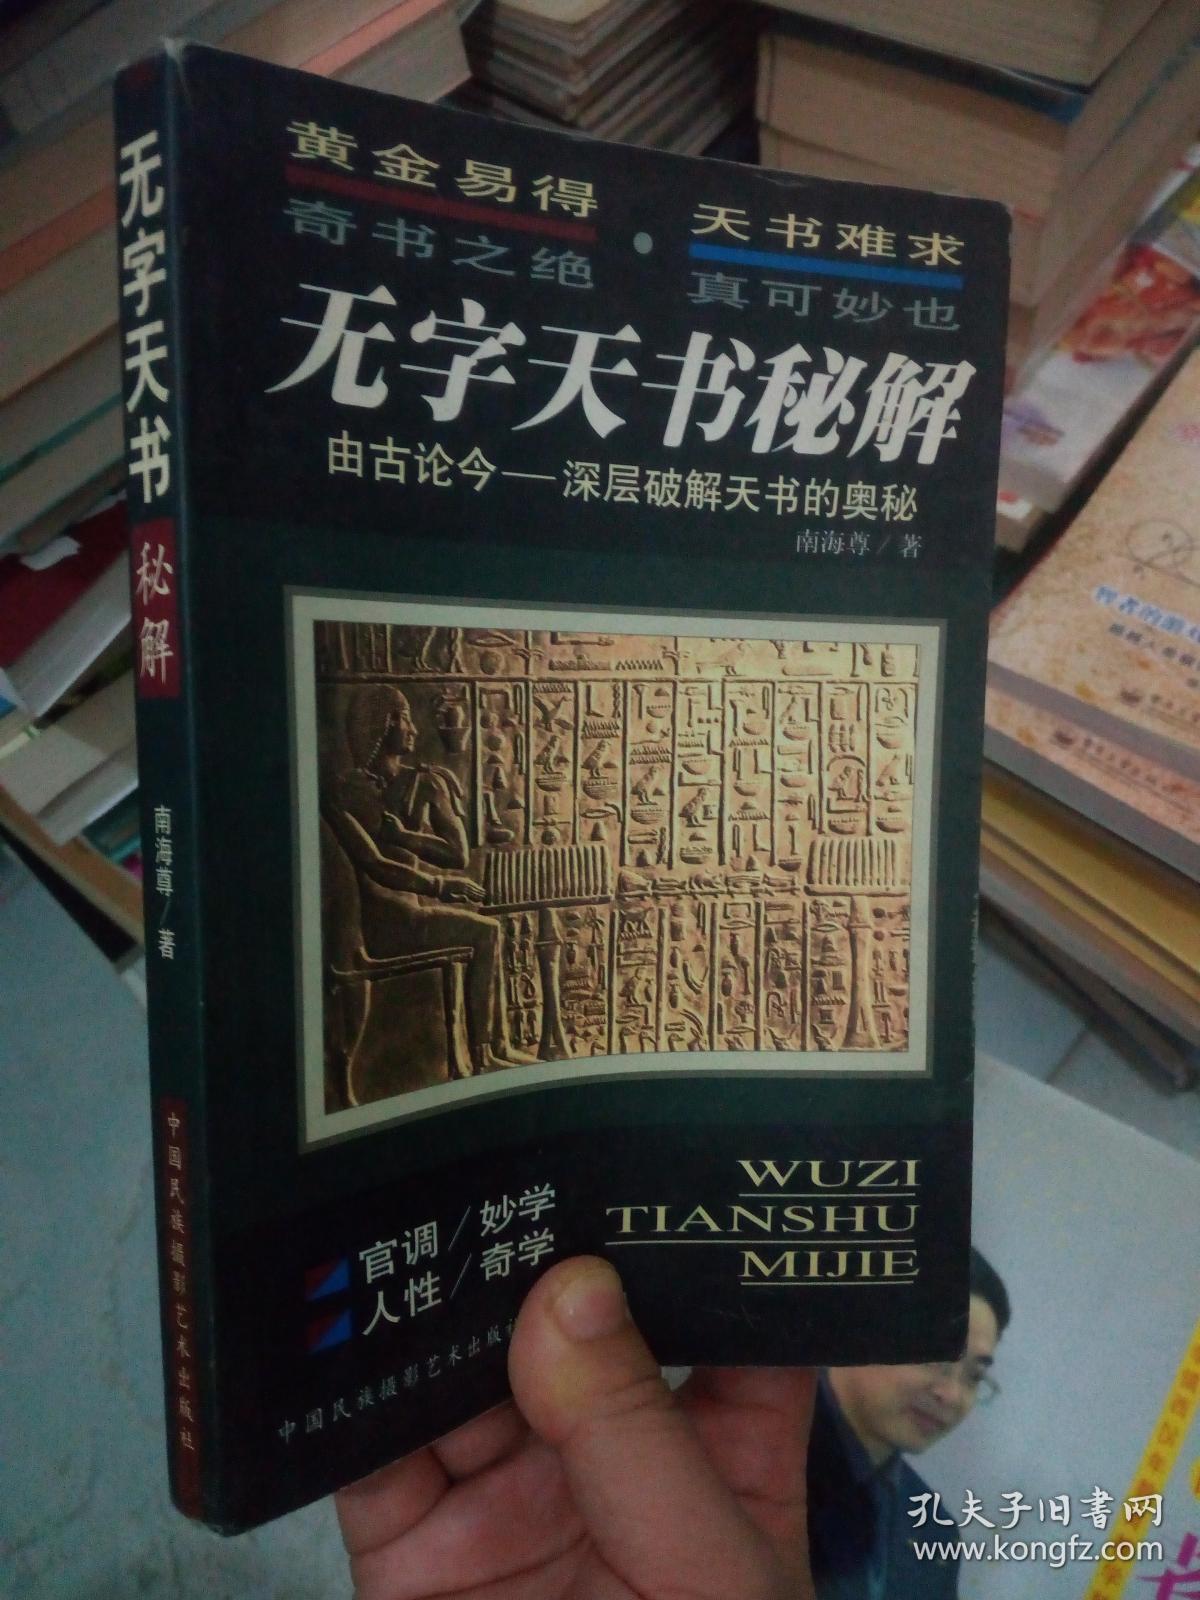 黄金易得 · 天书难求
奇书之绝 真可妙也
无字天书秘解
由古论今—深层破解天书的奥秘
南海尊/著
WUZI
TIANSHU
MIJIE
官调/妙学
人性/奇学
中国民族摄影艺术出版社
无字天书秘解
南海尊/著
中国民族摄影艺术出版社
孔夫子旧书网
www.kongfz.com